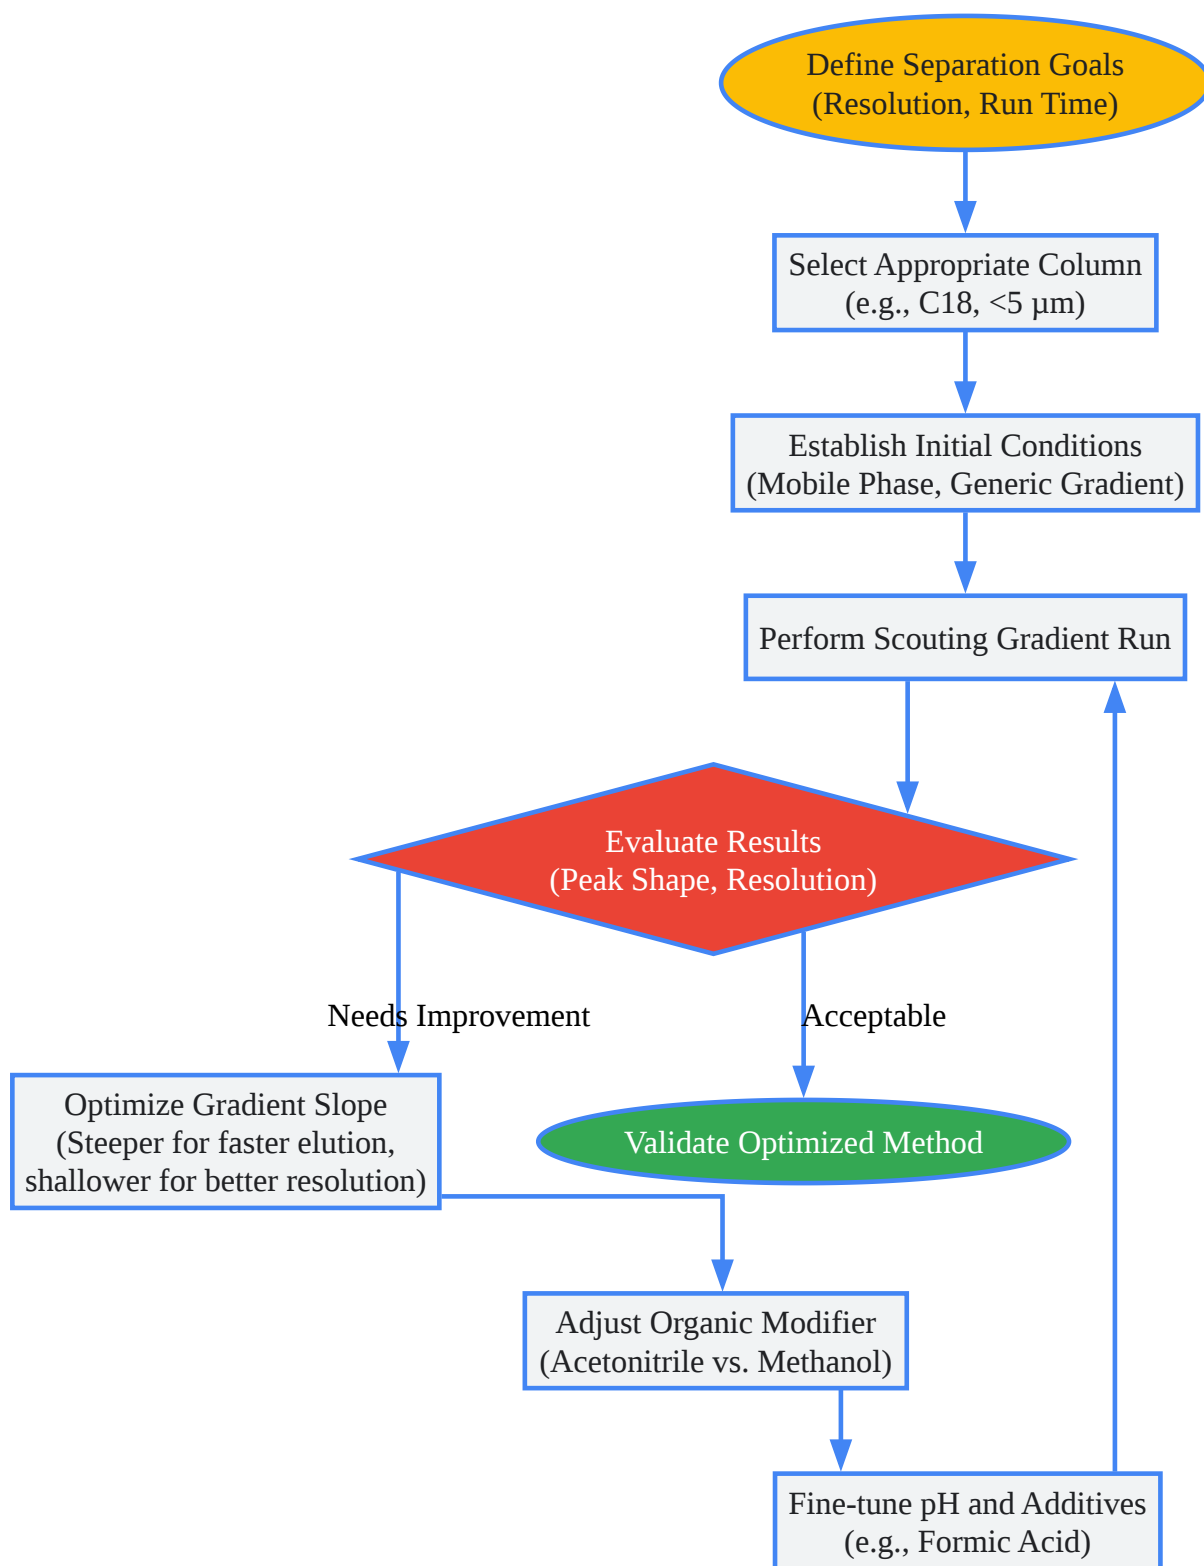 Define Separation Goals
(Resolution, Run Time)
Select Appropriate Column
(e.g., C18, <5 µm)
Establish Initial Conditions
(Mobile Phase, Generic Gradient)
Perform Scouting Gradient Run
Evaluate Results
(Peak Shape, Resolution)
Needs Improvement
Acceptable
Optimize Gradient Slope
(Steeper for faster elution,
shallower for better resolution)
Validate Optimized Method
Adjust Organic Modifier
(Acetonitrile vs. Methanol)
Fine-tune pH and Additives
(e.g., Formic Acid)